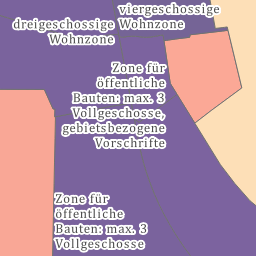 viergeschossige
Wohnzone
dreigeschossige
Wohnzone
Zone für
öffentliche
Bauten: max. 3
Vollgeschosse,
gebietsbezogene
Vorschriften
Zone für
öffentliche
Bauten: max. 3
Vollgeschosse